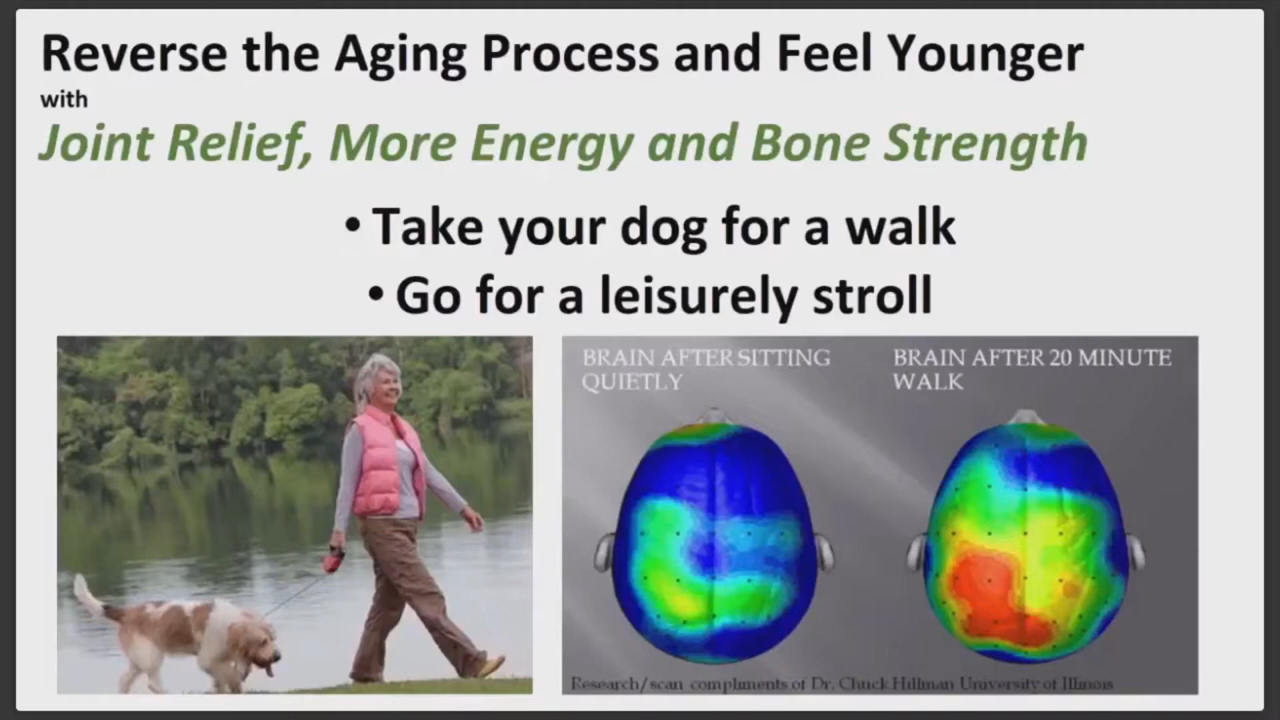 Reverse the Aging Process and Feel Younger
with
Joint Relief, More Energy and Bone Strength
• Take your dog for a walk
• Go for a leisurely stroll
BRAIN AFTER SITTING
QUIETLY
BRAIN AFTER 20 MINUTE
WALK
Research/scan compliments of Dr. Chuck Hillman University of Illinois